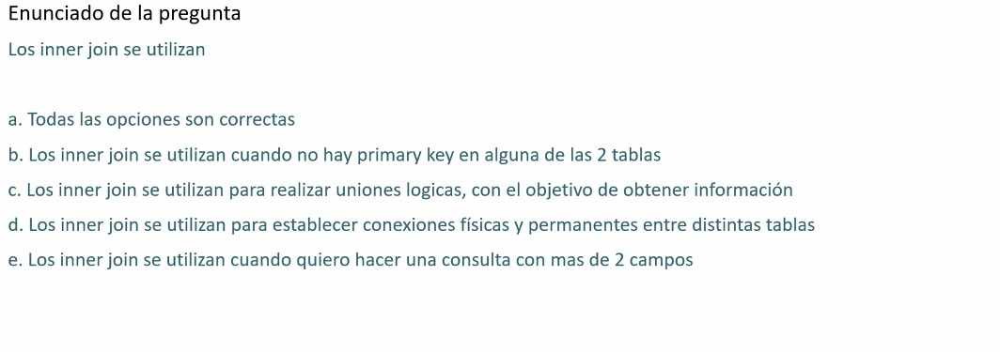 Enunciado de la pregunta
Los inner join se utilizan
a. Todas las opciones son correctas
b. Los inner join se utilizan cuando no hay primary key en alguna de las 2 tablas
c. Los inner join se utilizan para realizar uniones logicas, con el objetivo de obtener información
d. Los inner join se utilizan para establecer conexiones físicas y permanentes entre distintas tablas
e. Los inner join se utilizan cuando quiero hacer una consulta con mas de 2 campos